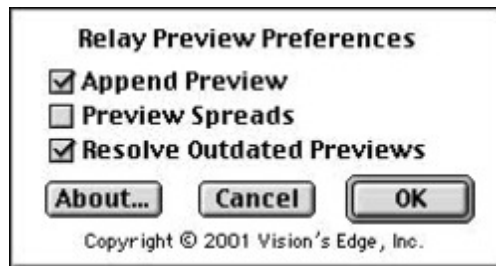 Relay Preview Preferences
Append Preview
Preview Spreads
Resolve Outdated Previews
About... Cancel OK
Copyright © 2001 Vision's Edge, Inc.